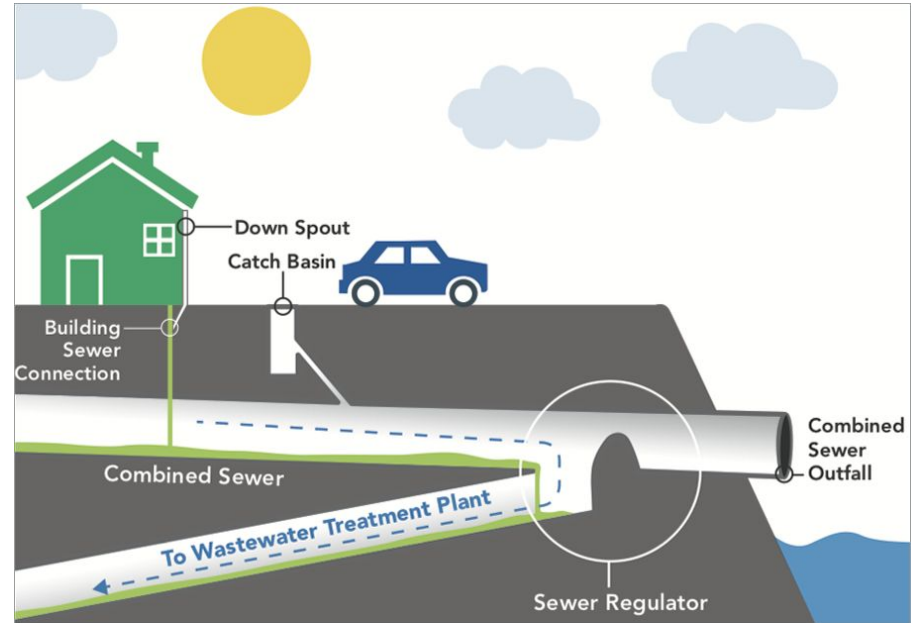 Down Spout
Catch Basin
Building
Sewer
Connection
Combined
Sewer
Outfall
Combined Sewer
To Wastewater Treatment Plant
Sewer Regulator